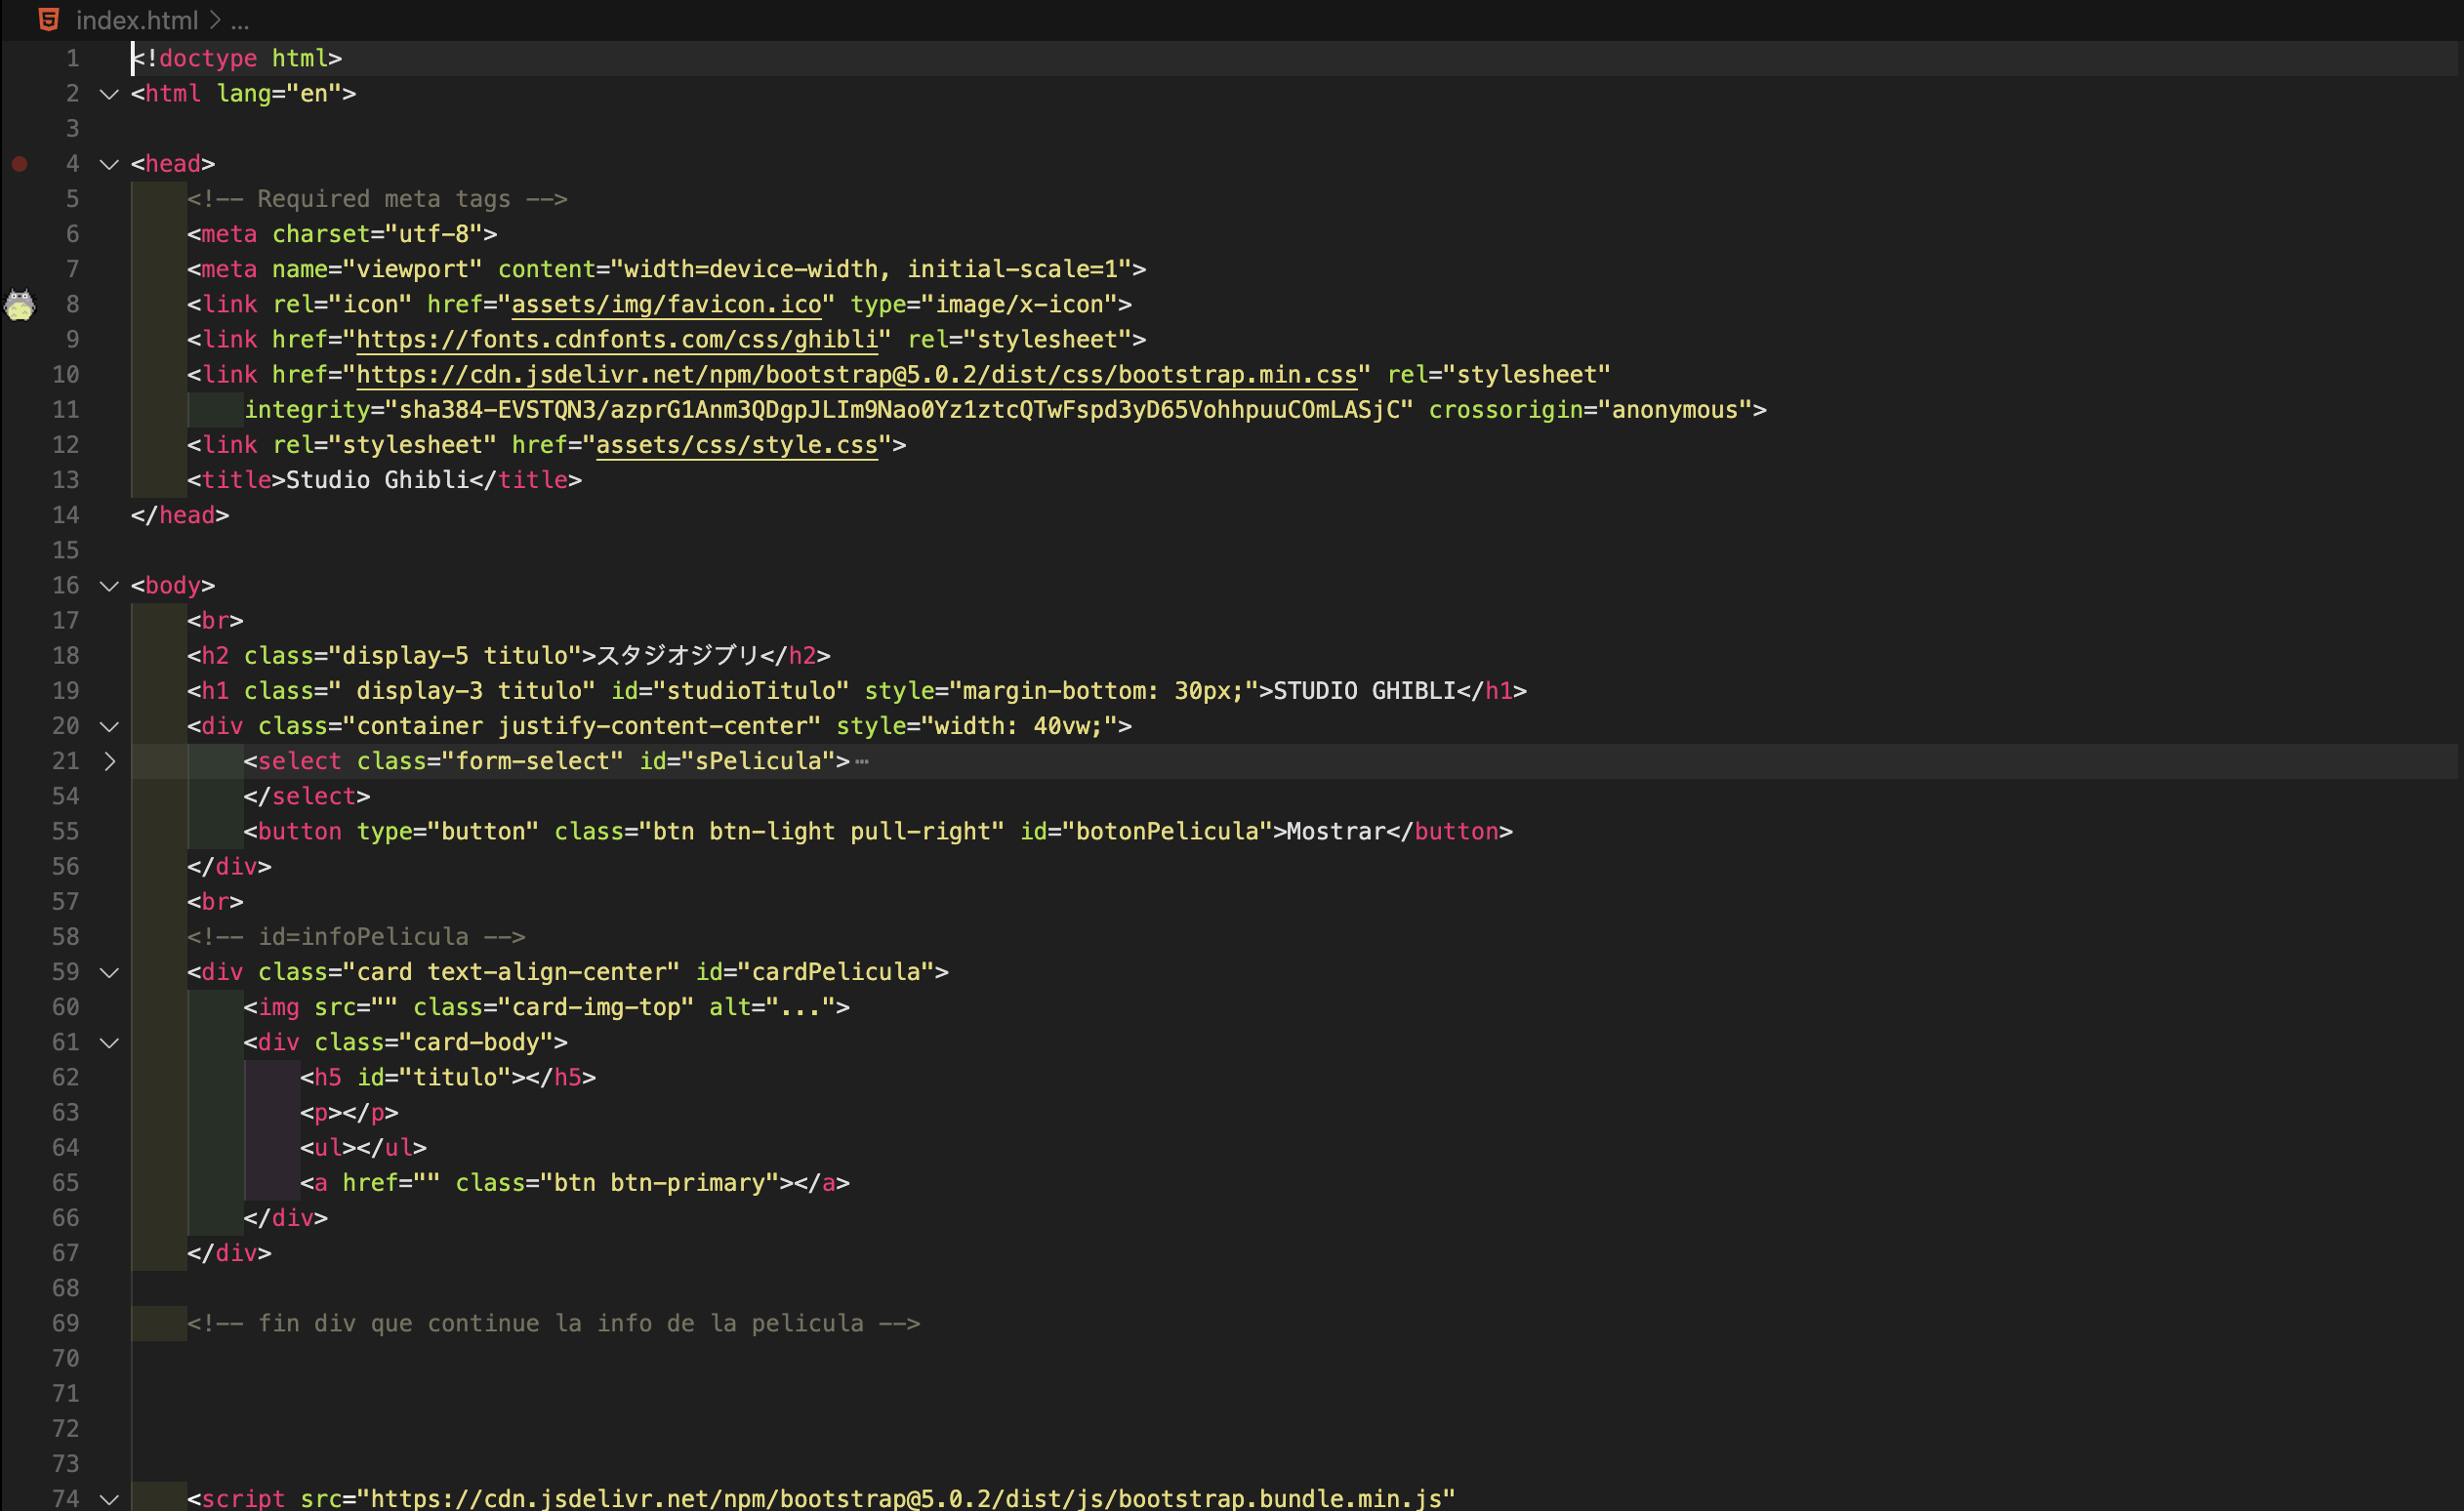 index.html > ...
1 <!doctype html>
2 <html lang="en">
3
4 <head>
5 <!-- Required meta tags -->
6 <meta charset="utf-8">
7 <meta name="viewport" content="width=device-width, initial-scale=1">
8 <link rel="icon" href="assets/img/favicon.ico" type="image/x-icon">
9 <link href="https://fonts.cdnfonts.com/css/ghibli" rel="stylesheet">
10 <link href="https://cdn.jsdelivr.net/npm/bootstrap@5.0.2/dist/css/bootstrap.min.css" rel="stylesheet"
11 integrity="sha384-EVSTQN3/azprG1Anm3QDgpJLIm9Nao0Yz1ztcQTwFspd3yD65VohhpuuCOmLASjC" crossorigin="anonymous">
12 <link rel="stylesheet" href="assets/css/style.css">
13 <title>Studio Ghibli</title>
14 </head>
15
16 <body>
17 <br>
18 <h2 class="display-5 titulo">スタジオジブリ</h2>
19 <h1 class=" display-3 titulo" id="studioTitulo" style="margin-bottom: 30px;">STUDIO GHIBLI</h1>
20 <div class="container justify-content-center" style="width: 40vw;">
21 <select class="form-select" id="sPelicula">⋯
54 </select>
55 <button type="button" class="btn btn-light pull-right" id="botonPelicula">Mostrar</button>
56 </div>
57 <br>
58 <!-- id=infoPelicula -->
59 <div class="card text-align-center" id="cardPelicula">
60 <img src="" class="card-img-top" alt="...">
61 <div class="card-body">
62 <h5 id="titulo"></h5>
63 <p></p>
64 <ul></ul>
65 <a href="" class="btn btn-primary"></a>
66 </div>
67 </div>
68
69 <!-- fin div que continue la info de la pelicula -->
70
71
72
73
74 <script src="https://cdn.jsdelivr.net/npm/bootstrap@5.0.2/dist/js/bootstrap.bundle.min.js"